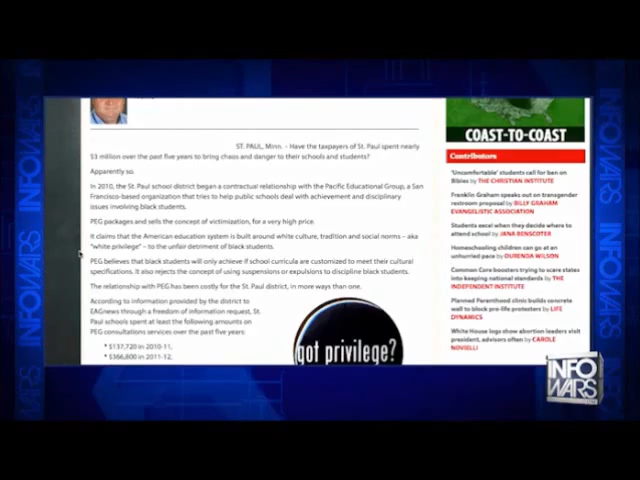 INFOWARS
INFOWARS
COAST-TO-COAST
ST. PAUL, Minn. – Have the taxpayers of St. Paul spent nearly
$3 million over the past five years to bring chaos and danger to their schools and students?
Apparently so.
In 2010, the St. Paul school district began a contractual relationship with the Pacific Educational Group, a San
Francisco-based organization that tries to help public schools deal with achievement and disciplinary
issues involving black students.
PEG packages and sells the concept of victimization, for a very high price.
It claims that the American education system is built around white culture, tradition and social norms – aka
"white privilege" – to the unfair detriment of black students.
PEG believes that black students will only achieve if school curricula are customized to meet their cultural
specifications. It also rejects the concept of using suspensions or expulsions to discipline black students.
The relationship with PEG has been costly for the St. Paul district, in more ways than one.
According to information provided by the district to
EAGnews through a freedom of information request, St.
Paul schools spent at least the following amounts on
PEG consultations services over the past five years:
* $137,720 in 2010-11,
* $366,800 in 2011-12,
got privilege?
Contributors
'Uncomfortable' students call for ban on
Bibles by THE CHRISTIAN INSTITUTE
Franklin Graham speaks out on transgender
restroom proposal by BILLY GRAHAM
EVANGELISTIC ASSOCIATION
Students excel when they decide where to
attend school by JANA BENSCOTER
Homeschooling children can go at an
unhurried pace by DURENDA WILSON
Common Core boosters trying to scare states
into keeping national standards by THE
INDEPENDENT INSTITUTE
Planned Parenthood clinic builds concrete
wall to block pro-life protesters by LIFE
DYNAMICS
White House logs show abortion leaders visit
president, advisors often by CAROLE
NOVIELLI
INFO
WARS
.COM